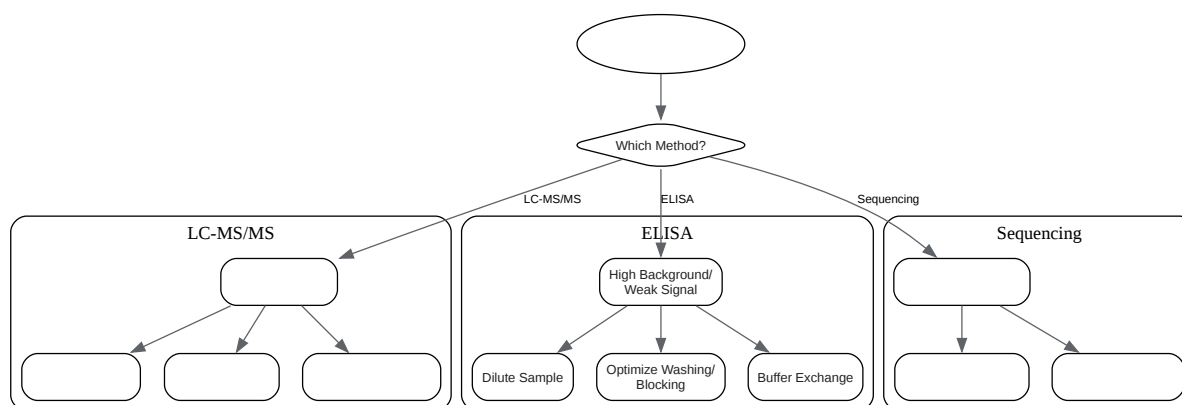 Which Method?
LC-MS/MS
ELISA
Sequencing
LC-MS/MS
ELISA
Sequencing
High Background/
Weak Signal
Dilute Sample
Optimize Washing/
Blocking
Buffer Exchange